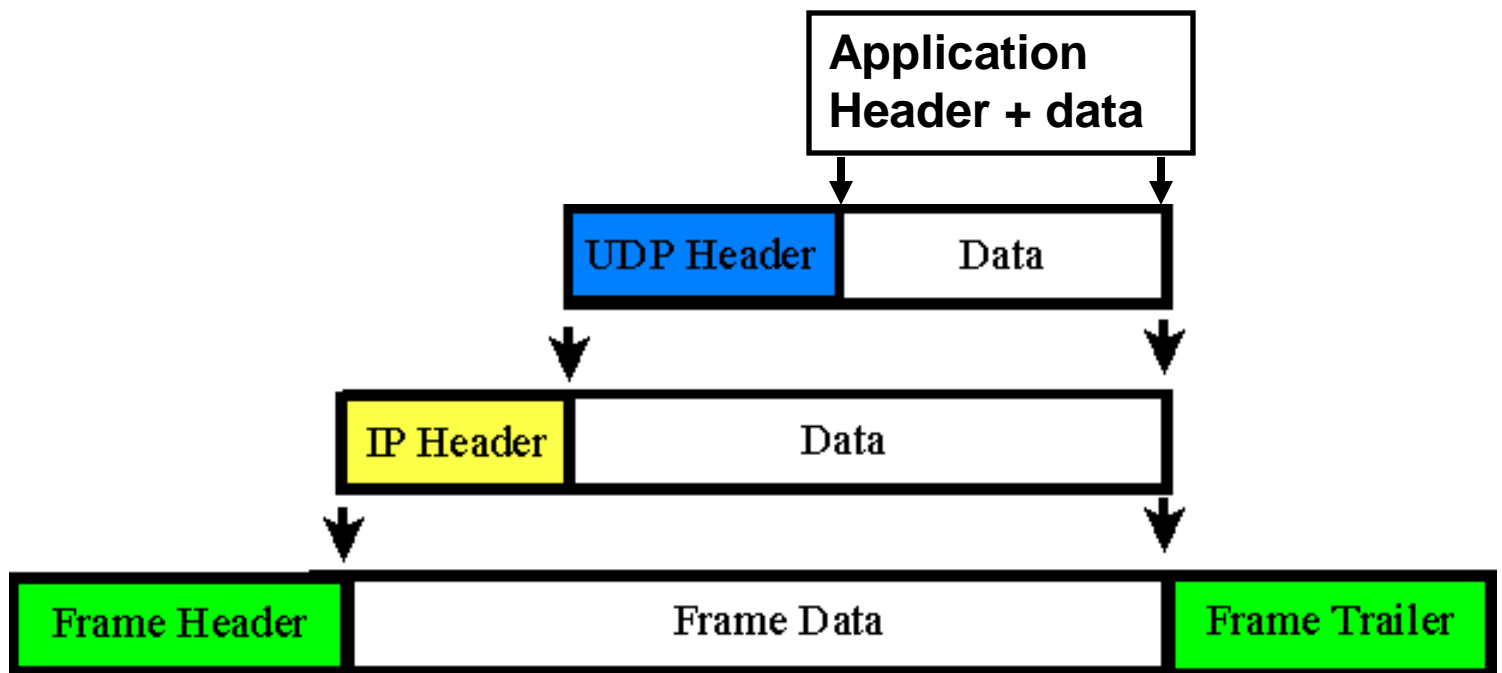 Application
Header + data
UDP Header
Data
IP Header
Data
Frame Header
Frame Data
Frame Trailer